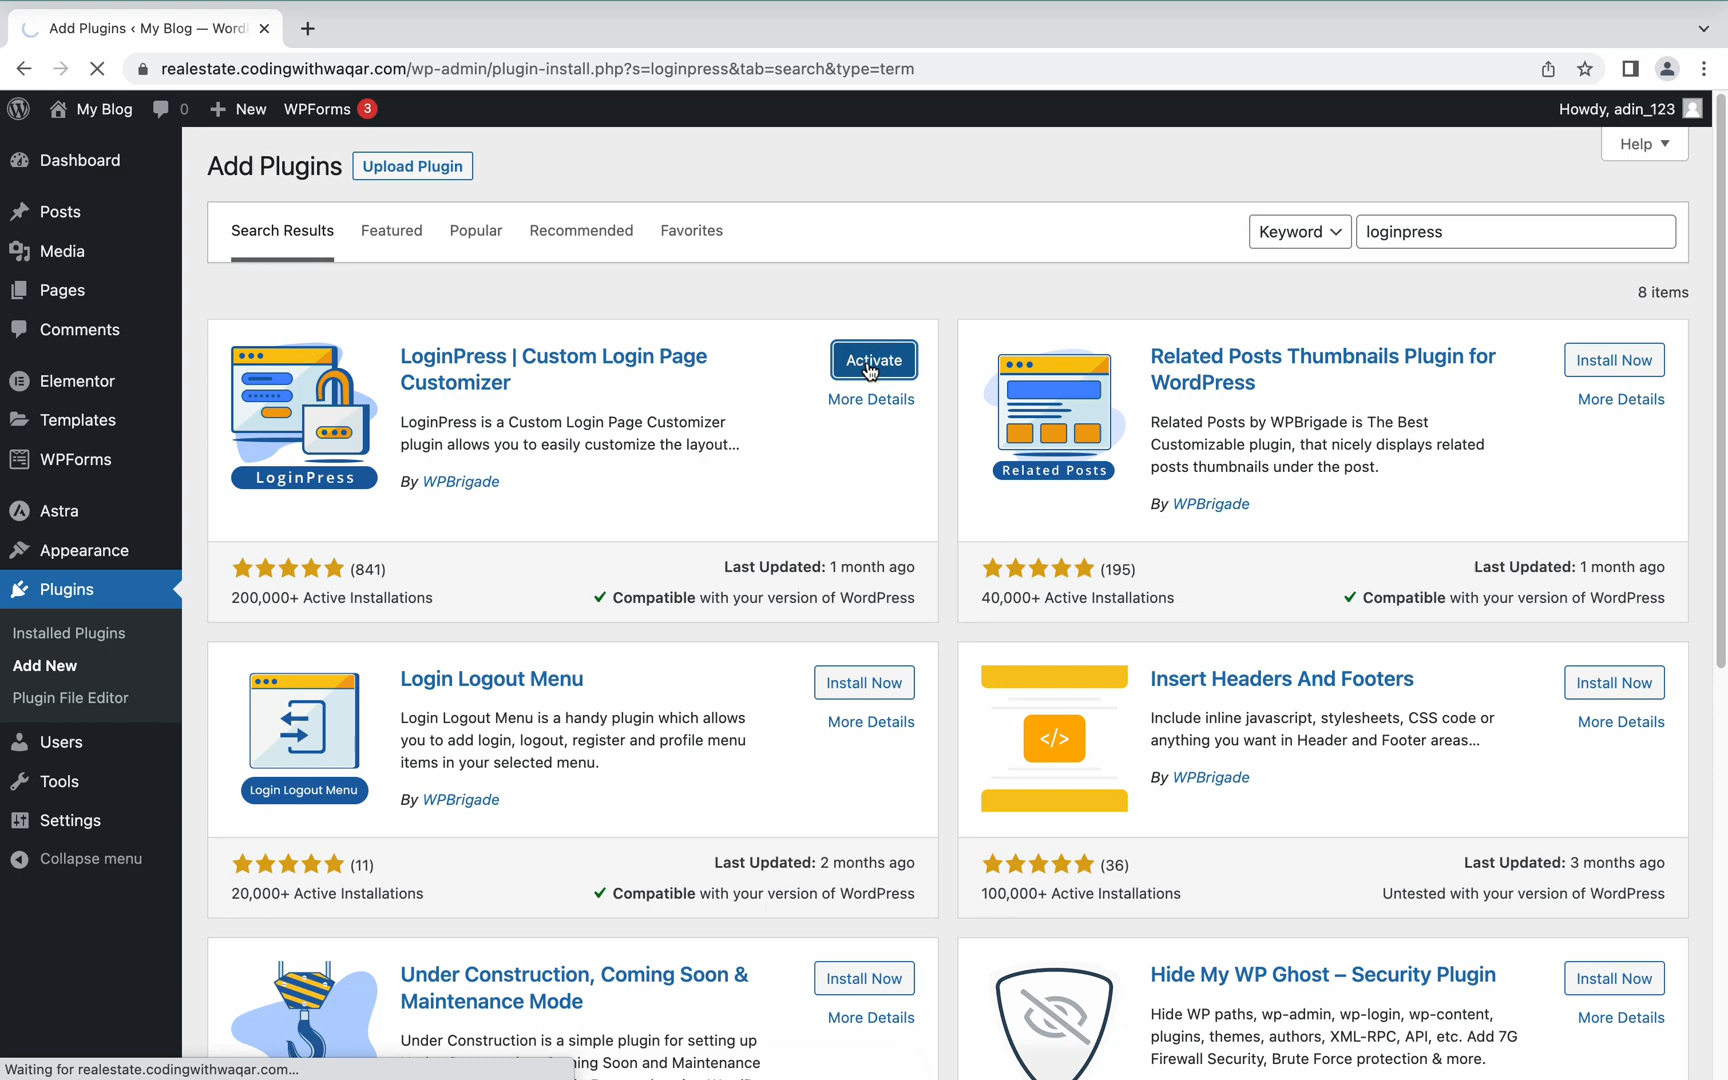 Add Plugins ‹ My Blog — Word
realestate.codingwithwaqar.com/wp-admin/plugin-install.php?s=loginpress&tab=search&type=term
My Blog 0 New WPForms 3 Howdy, adin_123
Help
Dashboard
Posts
Media
Pages
Comments
Elementor
Templates
WPForms
Astra
Appearance
Plugins
Installed Plugins
Add New
Plugin File Editor
Users
Tools
Settings
Collapse menu
Add Plugins Upload Plugin
Search Results Featured Popular Recommended Favorites Keyword loginpress
8 items
LoginPress
LoginPress | Custom Login Page
Customizer
Activate
More Details
LoginPress is a Custom Login Page Customizer
plugin allows you to easily customize the layout...
By WPBrigade
(841)
200,000+ Active Installations
Last Updated: 1 month ago
Compatible with your version of WordPress
Related Posts
Related Posts Thumbnails Plugin for
WordPress
Install Now
More Details
Related Posts by WPBrigade is The Best
Customizable plugin, that nicely displays related
posts thumbnails under the post.
By WPBrigade
(195)
40,000+ Active Installations
Last Updated: 1 month ago
Compatible with your version of WordPress
Login Logout Menu
Login Logout Menu
Install Now
More Details
Login Logout Menu is a handy plugin which allows
you to add login, logout, register and profile menu
items in your selected menu.
By WPBrigade
(11)
20,000+ Active Installations
Last Updated: 2 months ago
Compatible with your version of WordPress
</>
Insert Headers And Footers
Install Now
More Details
Include inline javascript, stylesheets, CSS code or
anything you want in Header and Footer areas...
By WPBrigade
(36)
100,000+ Active Installations
Last Updated: 3 months ago
Untested with your version of WordPress
Under Construction, Coming Soon &
Maintenance Mode
Install Now
More Details
Under Construction is a simple plugin for setting up
ing Soon and Maintenance
Hide My WP Ghost – Security Plugin
Install Now
More Details
Hide WP paths, wp-admin, wp-login, wp-content,
plugins, themes, authors, XML-RPC, API, etc. Add 7G
Firewall Security, Brute Force protection & more.
Waiting for realestate.codingwithwaqar.com...